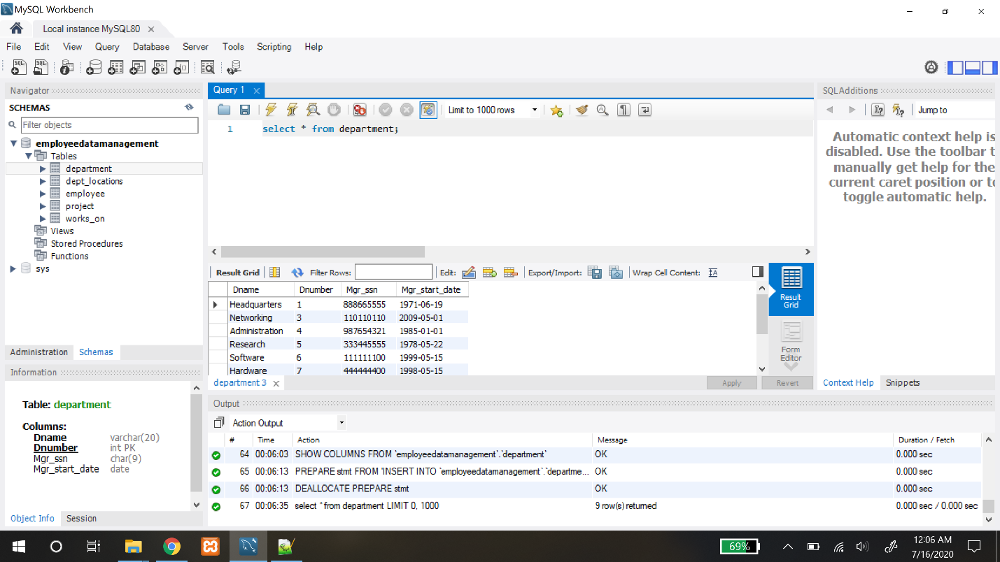 MySQL Workbench
Local instance MySQL80
File Edit View Query Database Server Tools Scripting Help
Navigator
SCHEMAS
Filter objects
employeedatamanagement
Tables
department
dept_locations
employee
project
works_on
Views
Stored Procedures
Functions
sys
Administration Schemas
Information
Table: department
Columns:
Dname varchar(20)
Dnumber int PK
Mgr_ssn char(9)
Mgr_start_date date
Object Info Session
Query 1
Limit to 1000 rows
1 select * from department;
Result Grid Filter Rows: Edit: Export/Import: Wrap Cell Content:
Dname Dnumber Mgr_ssn Mgr_start_date
Headquarters 1 888665555 1971-06-19
Networking 3 110110110 2009-05-01
Administration 4 987654321 1985-01-01
Research 5 333445555 1978-05-22
Software 6 111111100 1999-05-15
Hardware 7 444444400 1998-05-15
Result
Grid
Form
Editor
department 3
Apply Revert
SQLAdditions
Jump to
Automatic context help is
disabled. Use the toolbar t
manually get help for the
current caret position or to
toggle automatic help.
Context Help Snippets
Output
Action Output
# Time Action Message Duration / Fetch
64 00:06:03 SHOW COLUMNS FROM `employeedatamanagement`.`department` OK 0.000 sec
65 00:06:13 PREPARE stmt FROM 'INSERT INTO `employeedatamanagement`.`departme... OK 0.000 sec
66 00:06:13 DEALLOCATE PREPARE stmt OK 0.000 sec
67 00:06:35 select * from department LIMIT 0, 1000 9 row(s) returned 0.000 sec / 0.000 sec
69%
12:06 AM
7/16/2020